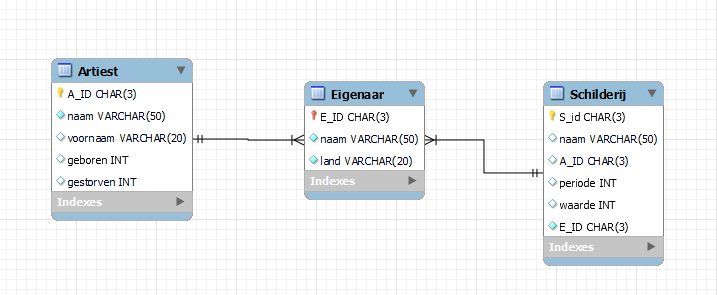 Artiest
A_ID CHAR(3)
naam VARCHAR(50)
voornaam VARCHAR(20)
geboren INT
gestorven INT
Indexes
Eigenaar
E_ID CHAR(3)
naam VARCHAR(50)
land VARCHAR(20)
Indexes
Schilderij
S_id CHAR(3)
naam VARCHAR(50)
A_ID CHAR(3)
periode INT
waarde INT
E_ID CHAR(3)
Indexes